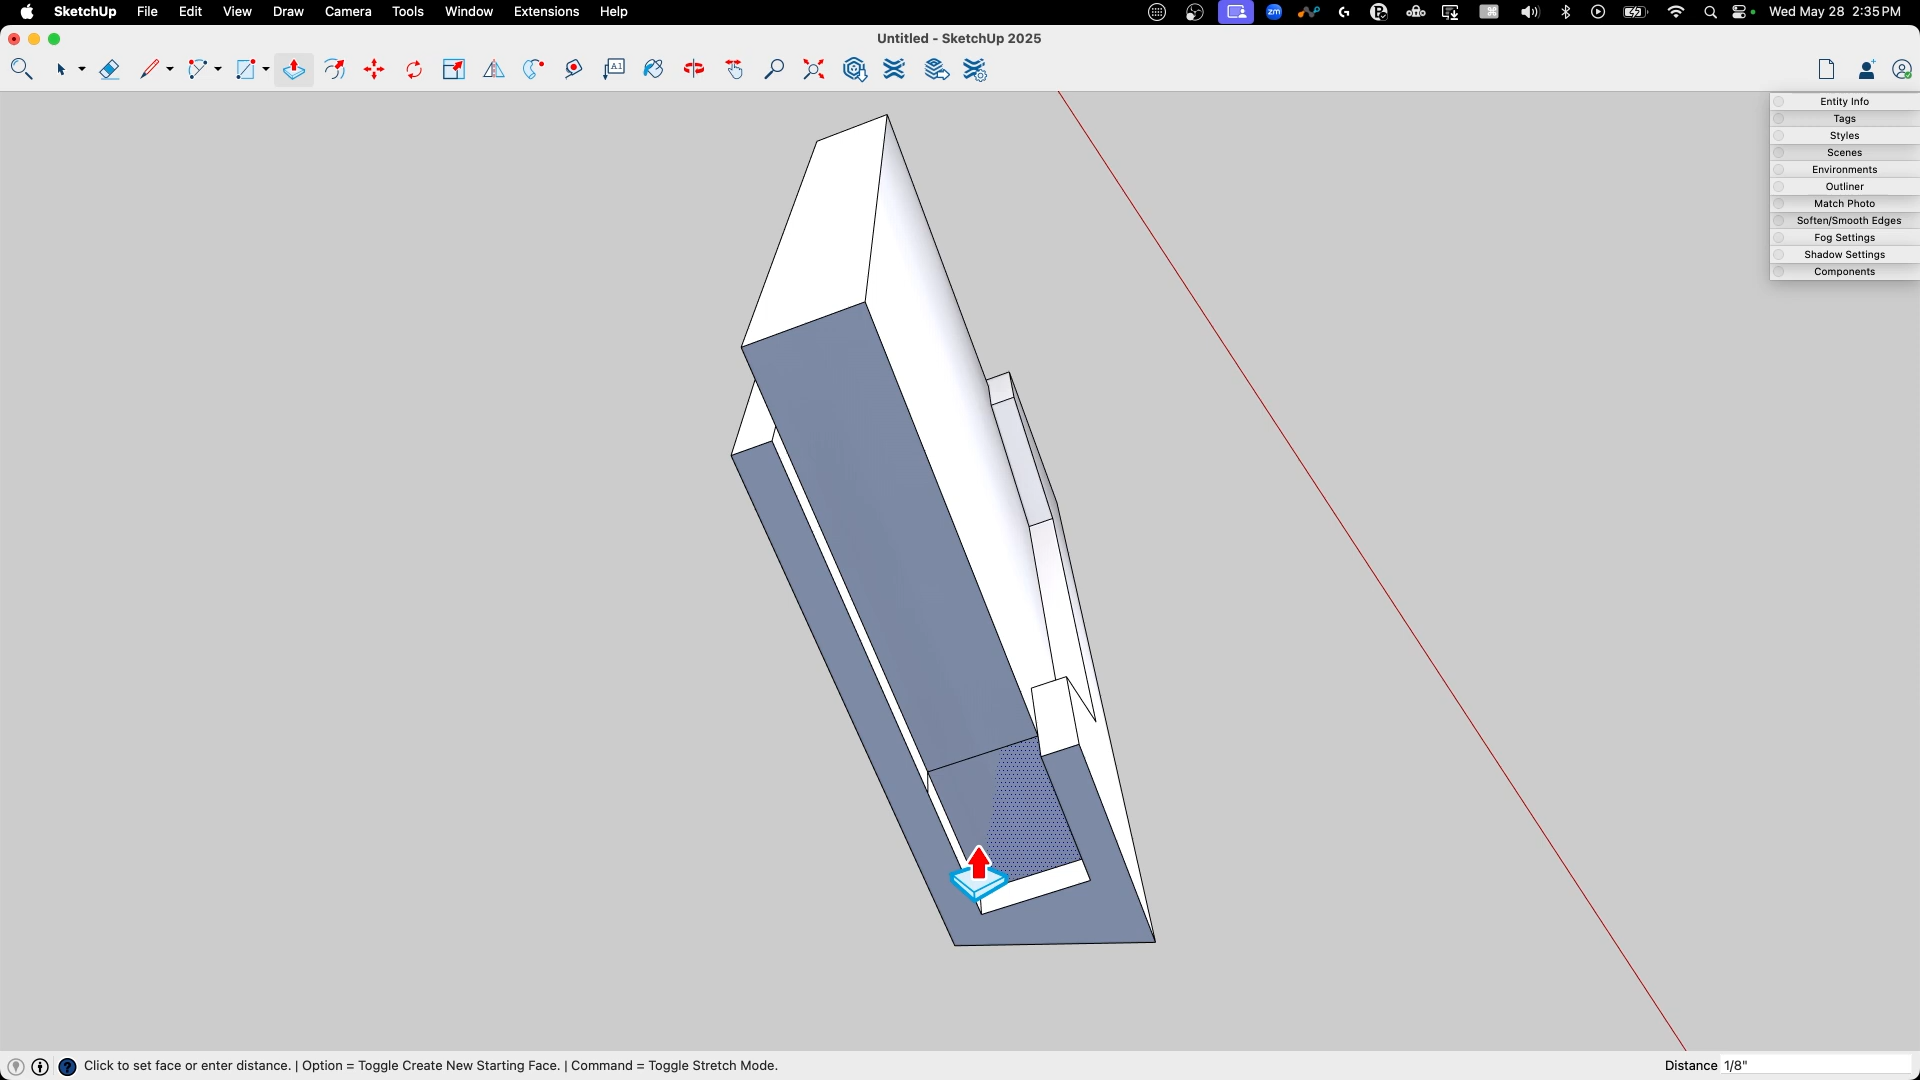 SketchUp File Edit View Draw Camera Tools Window Extensions Help zm Wed May 28 2:35 PM
Untitled - SketchUp 2025
A1
Entity Info
Tags
Styles
Scenes
Environments
Outliner
Match Photo
Soften/Smooth Edges
Fog Settings
Shadow Settings
Components
Click to set face or enter distance. | Option = Toggle Create New Starting Face. | Command = Toggle Stretch Mode. Distance 1/8"